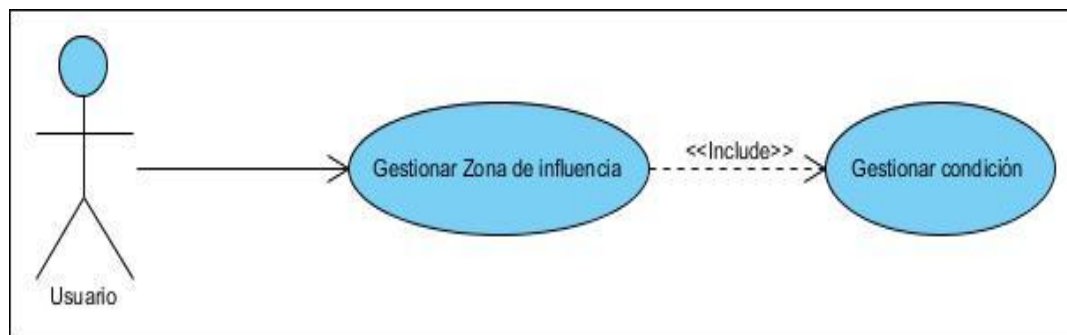 Gestionar Zona de influencia
<<Include>>
Gestionar condición
Usuario